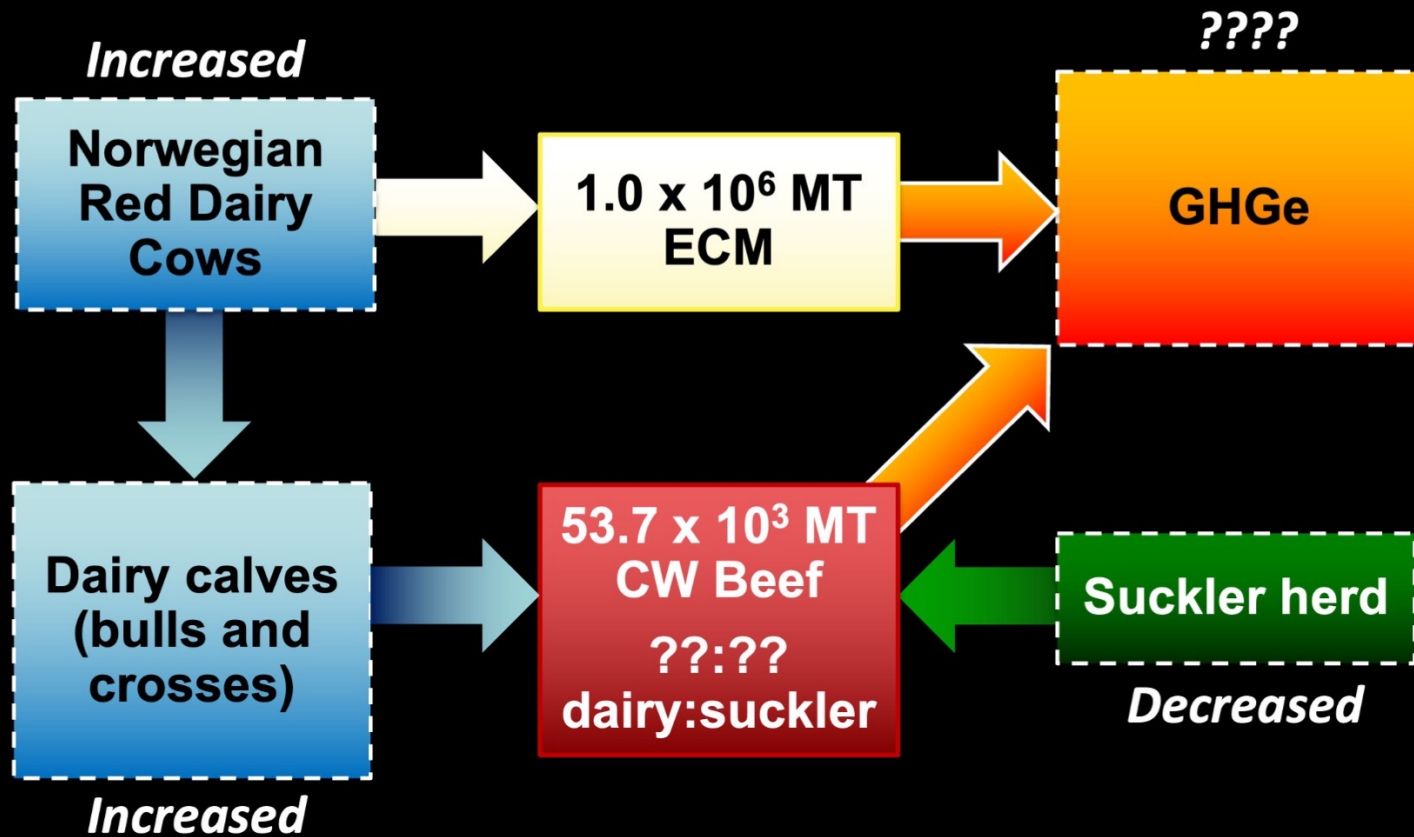 Increased
Norwegian
Red Dairy
Cows
1.0 x 10⁶ MT
ECM
????
GHGe
Dairy calves
(bulls and
crosses)
Increased
53.7 x 10³ MT
CW Beef
??:??
dairy:suckler
Suckler herd
Decreased